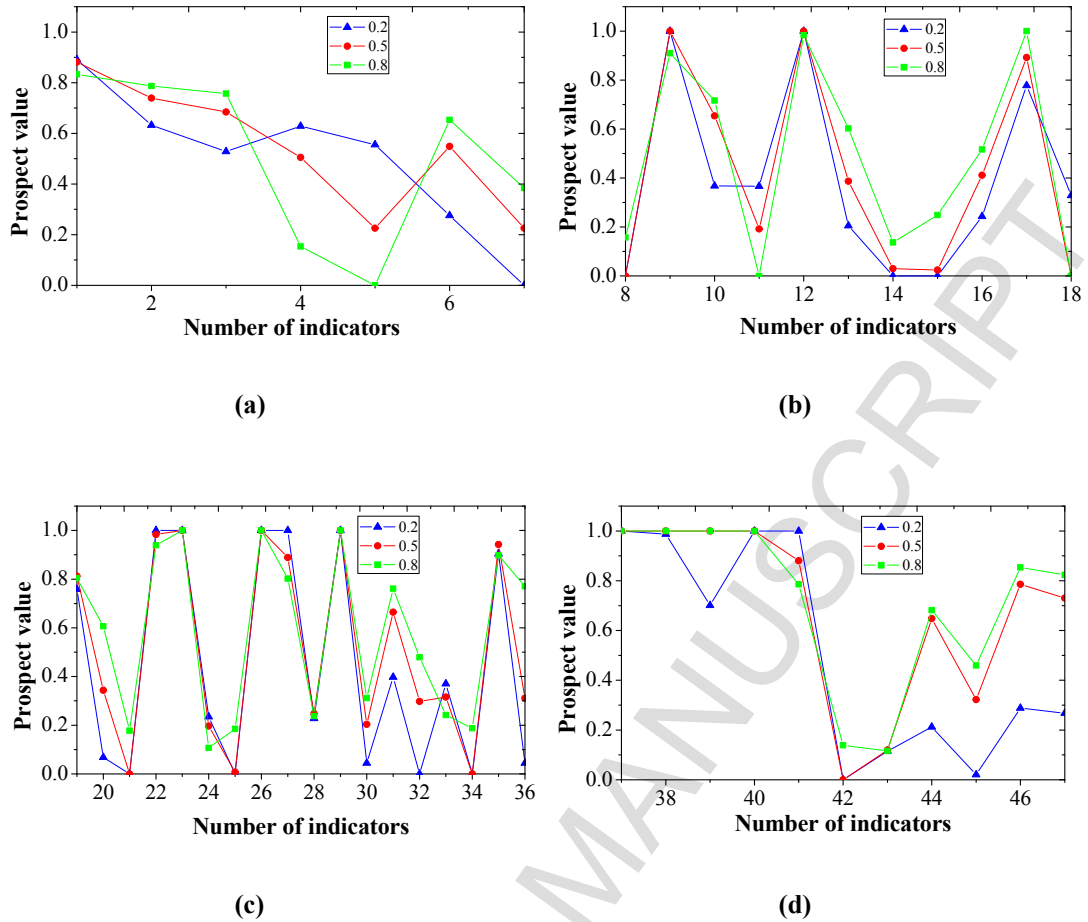 0.2
0.5
0.8
1.0
0.8
0.6
0.4
0.2
0.0
Prospect value
2 4 6
Number of indicators
(a)
0.2
0.5
0.8
1.0
0.8
0.6
0.4
0.2
0.0
Prospect value
8 10 12 14 16 18
Number of indicators
(b)
0.2
0.5
0.8
1.0
0.8
0.6
0.4
0.2
0.0
Prospect value
20 22 24 26 28 30 32 34 36
Number of indicators
(c)
0.2
0.5
0.8
1.0
0.8
0.6
0.4
0.2
0.0
Prospect value
38 40 42 44 46
Number of indicators
(d)
MANUSCRIPT